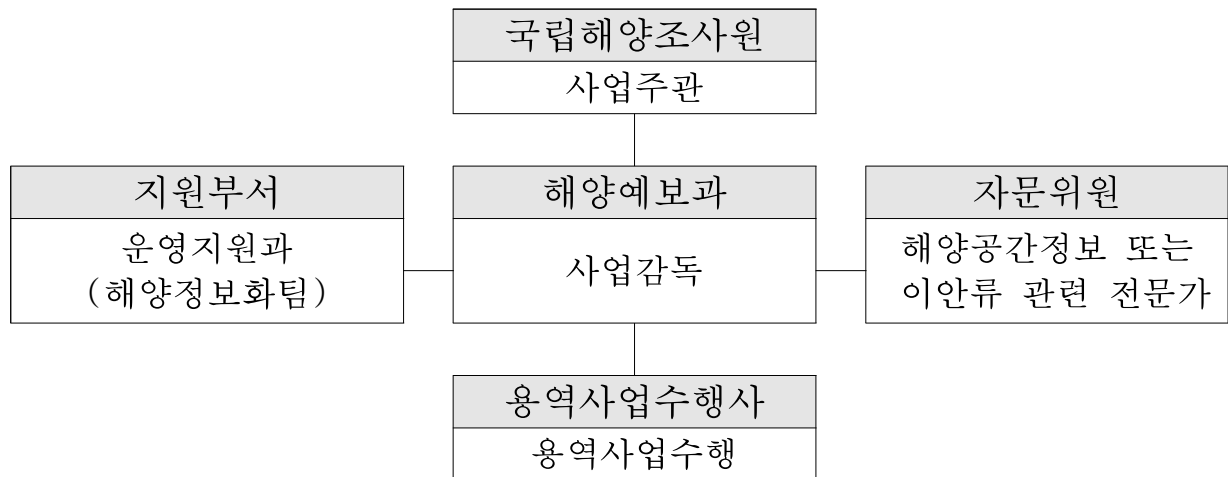 국립해양조사원
사업주관
지원부서
운영지원과
(해양정보화팀)
해양예보과
사업감독
자문위원
해양공간정보 또는
이안류 관련 전문가
용역사업수행사
용역사업수행